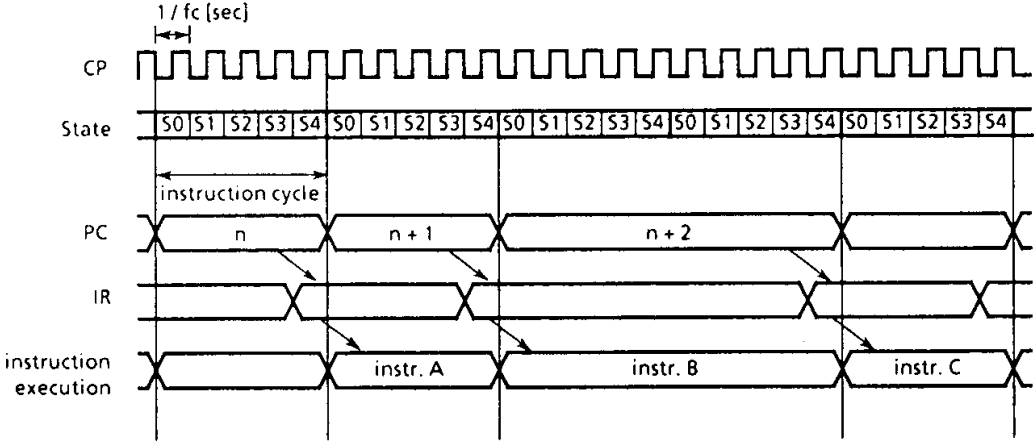 1 / fc [sec]
CP
State S0 S1 S2 S3 S4 S0 S1 S2 S3 S4 S0 S1 S2 S3 S4 S0 S1 S2 S3 S4 S0 S1 S2 S3 S4
instruction cycle
PC n n + 1 n + 2
IR
instruction
execution
instr. A instr. B instr. C